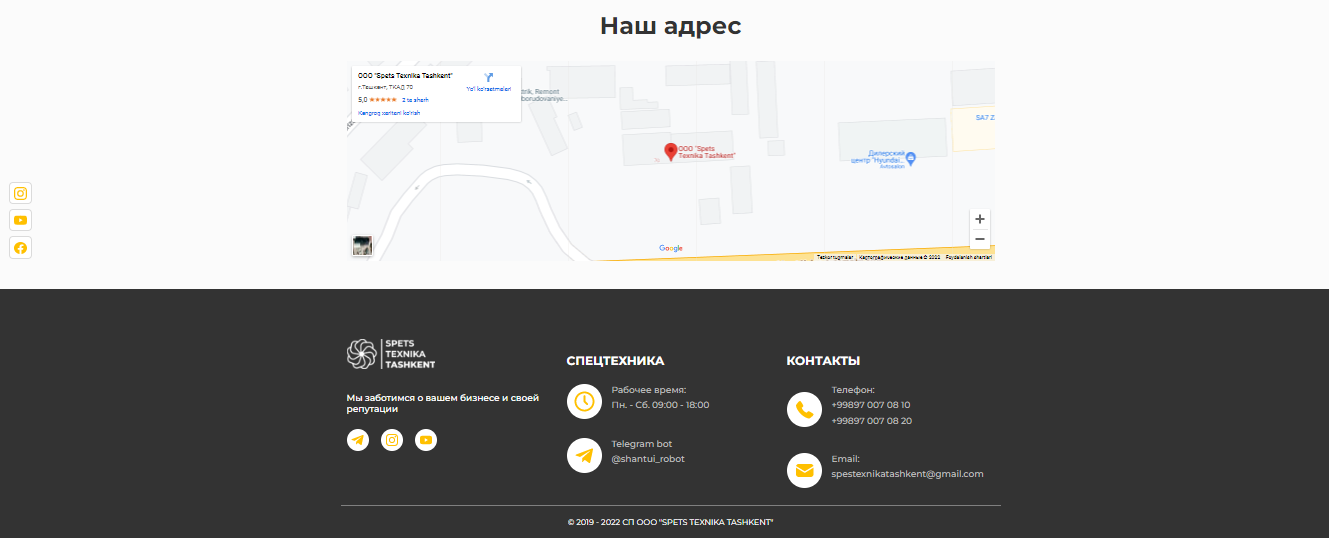 Наш адрес
ООО "Spets Texnika Tashkent"
г.Ташкент, ТКАД, 70
5,0
2 ta sharh
Kengroq xaritani ko'rish
Yo'l ko'rsatmalari
trik, Remont
borudovaniyo...
ООО "Spets
Texnika Tashkent"
Дилерский
центр "Hyundai...
Avtosalon
SA7 Z
Google
Tezkor tugmalar
Картографические данные © 2022
Foydalanish shartlari
SPETS
TEXNIKA
TASHKENT
Мы заботимся о вашем бизнесе и своей
репутации
СПЕЦТЕХНИКА
Рабочее время:
Пн. - Сб. 09:00 - 18:00
Telegram bot
@shantui_robot
КОНТАКТЫ
Телефон:
+99897 007 08 10
+99897 007 08 20
Email:
spestexnikatashkent@gmail.com
© 2019 - 2022 СП ООО "SPETS TEXNIKA TASHKENT"